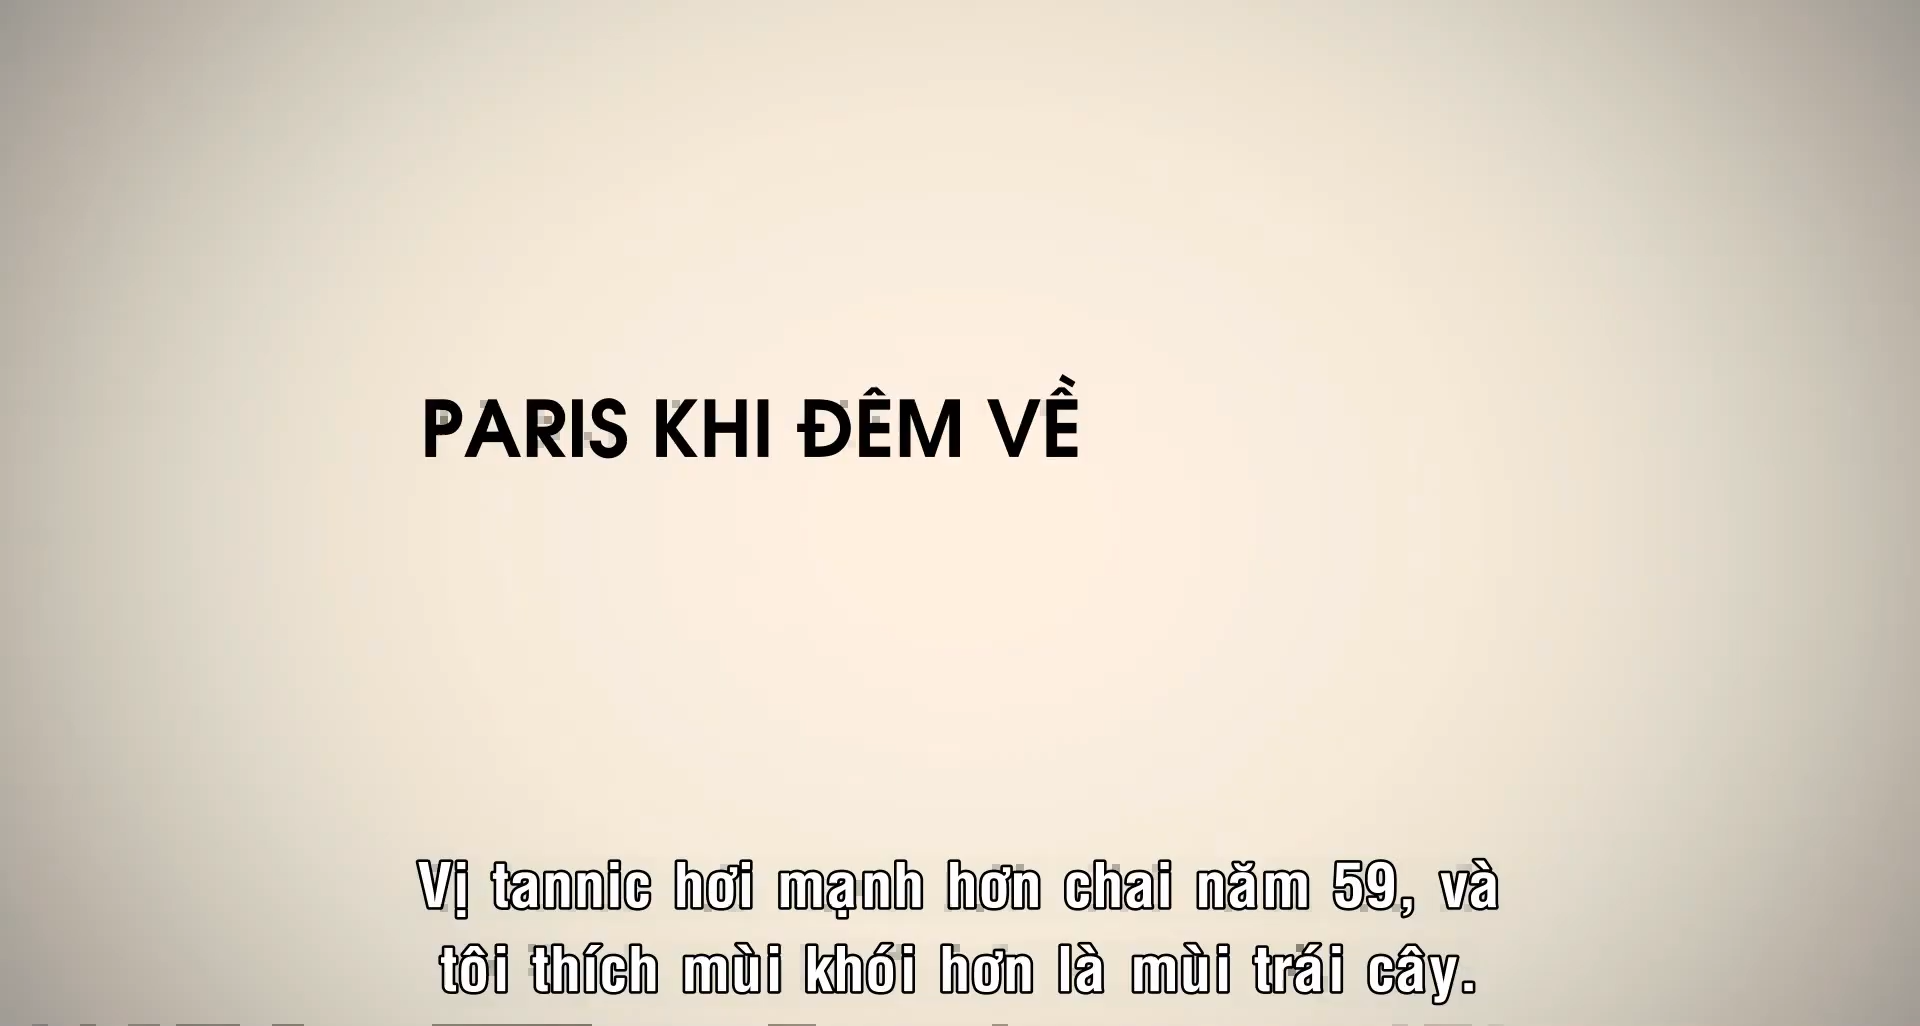 PARIS KHI ĐÊM VỀ
Vị tannic hơi mạnh hơn chai năm 59, và
tôi thích mùi khói hơn là mùi trái cây.